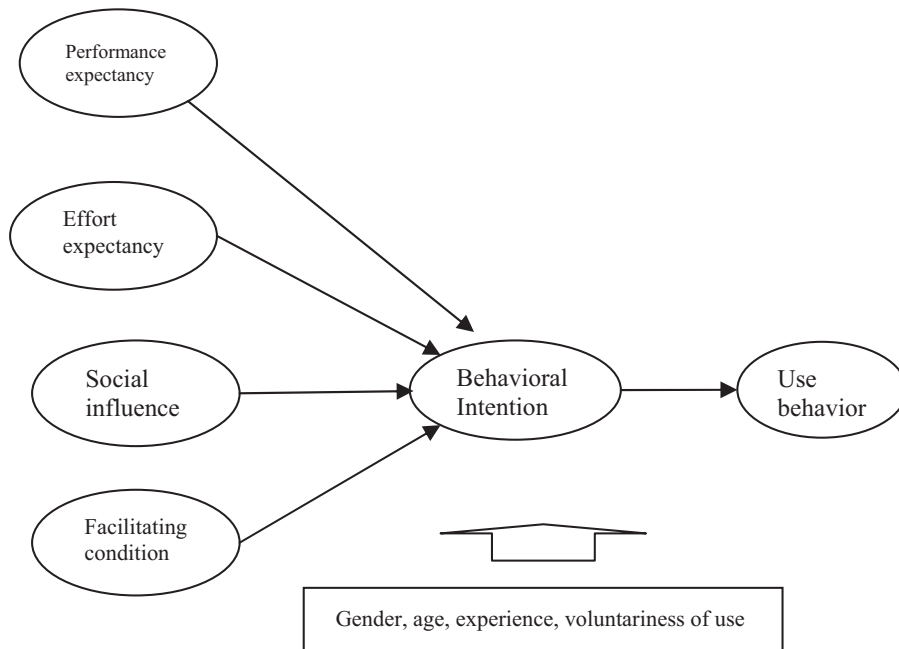 Performance
expectancy
Effort
expectancy
Social
influence
Behavioral
Intention
Use
behavior
Facilitating
condition
Gender, age, experience, voluntariness of use